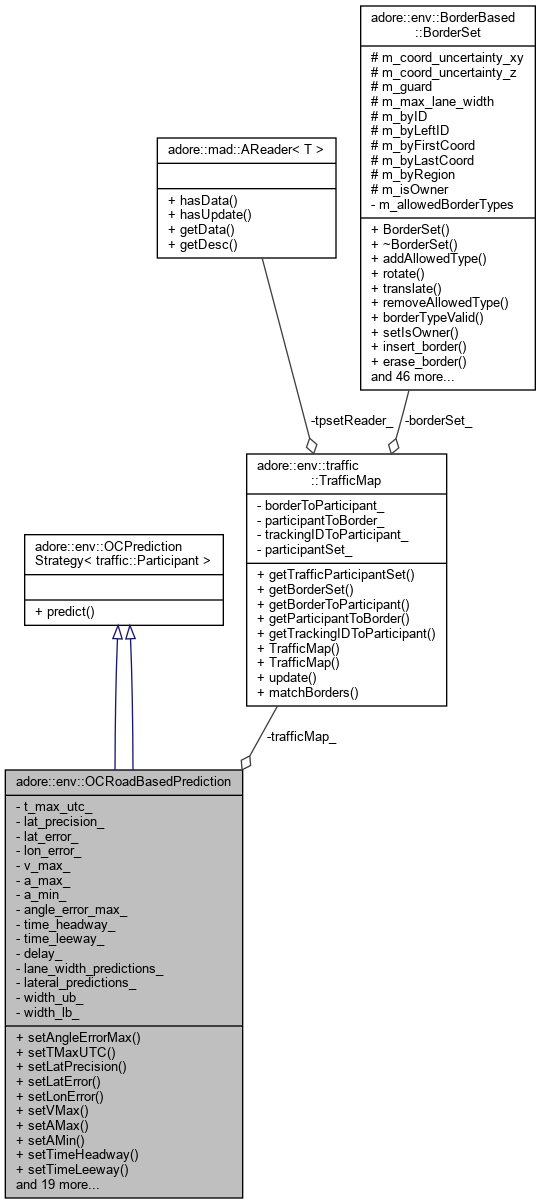 adore::env::BorderBased
::BorderSet
# m_coord_uncertainty_xy
# m_coord_uncertainty_z
# m_guard
# m_max_lane_width
# m_byID
# m_byLeftID
# m_byFirstCoord
# m_byLastCoord
# m_byRegion
# m_isOwner
- m_allowedBorderTypes
+ BorderSet()
+ ~BorderSet()
+ addAllowedType()
+ rotate()
+ translate()
+ removeAllowedType()
+ borderTypeValid()
+ setIsOwner()
+ insert_border()
+ erase_border()
and 46 more...
adore::mad::AReader< T >
+ hasData()
+ hasUpdate()
+ getData()
+ getDesc()
-tpsetReader_
-borderSet_
adore::env::traffic
::TrafficMap
- borderToParticipant_
- participantToBorder_
- trackingIDToParticipant_
- participantSet_
+ getTrafficParticipantSet()
+ getBorderSet()
+ getBorderToParticipant()
+ getParticipantToBorder()
+ getTrackingIDToParticipant()
+ TrafficMap()
+ TrafficMap()
+ update()
+ matchBorders()
adore::env::OCPrediction
Strategy< traffic::Participant >
+ predict()
-trafficMap_
adore::env::OCRoadBasedPrediction
- t_max_utc_
- lat_precision_
- lat_error_
- lon_error_
- v_max_
- a_max_
- a_min_
- angle_error_max_
- time_headway_
- time_leeway_
- delay_
- lane_width_predictions_
- lateral_predictions_
- width_ub_
- width_lb_
+ setAngleErrorMax()
+ setTMaxUTC()
+ setLatPrecision()
+ setLatError()
+ setLonError()
+ setVMax()
+ setAMax()
+ setAMin()
+ setTimeHeadway()
+ setTimeLeeway()
and 19 more...